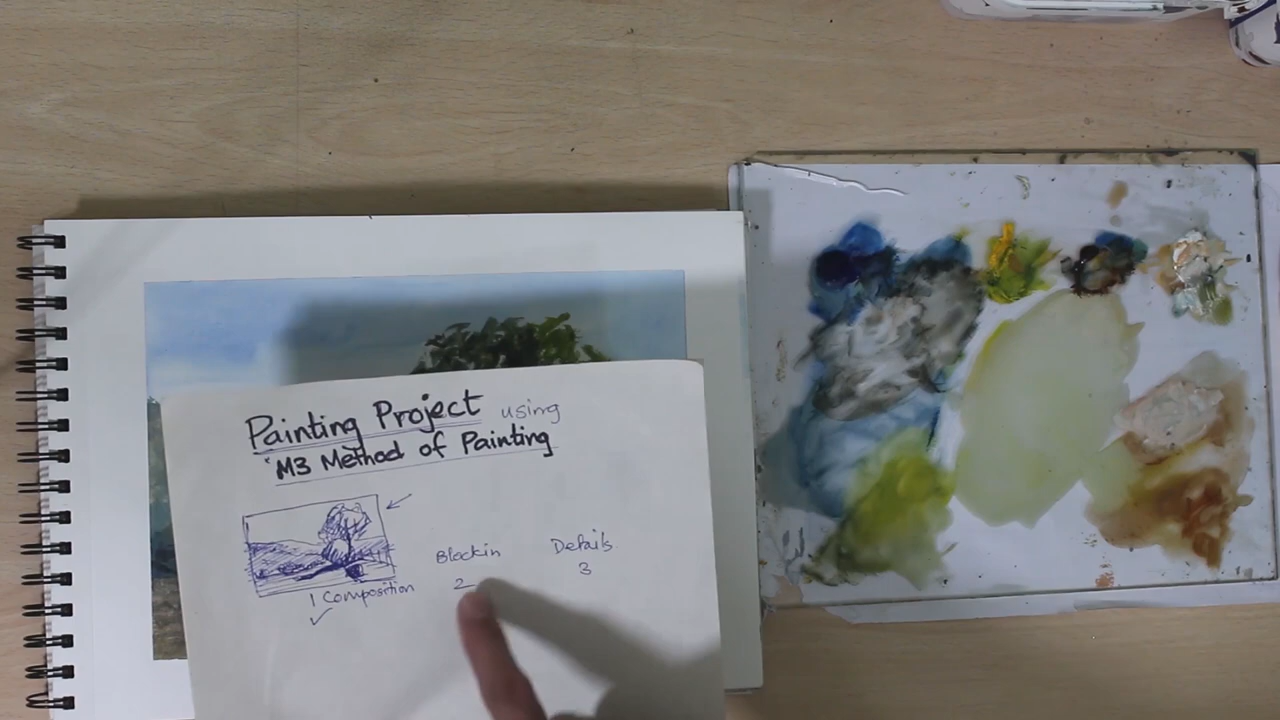 Painting Project using
"M3 Method of Painting
Blockin
Details
2
3
1 Composition